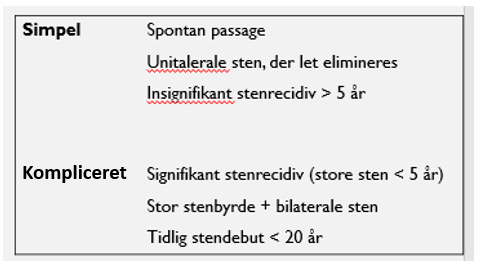 Simpel Spontan passage
Unitalerale sten, der let elimineres
Insignifikant stenrecidiv > 5 år
Kompliceret Signifikant stenrecidiv (store sten < 5 år)
Stor stenbyrde + bilaterale sten
Tidlig stendebut < 20 år